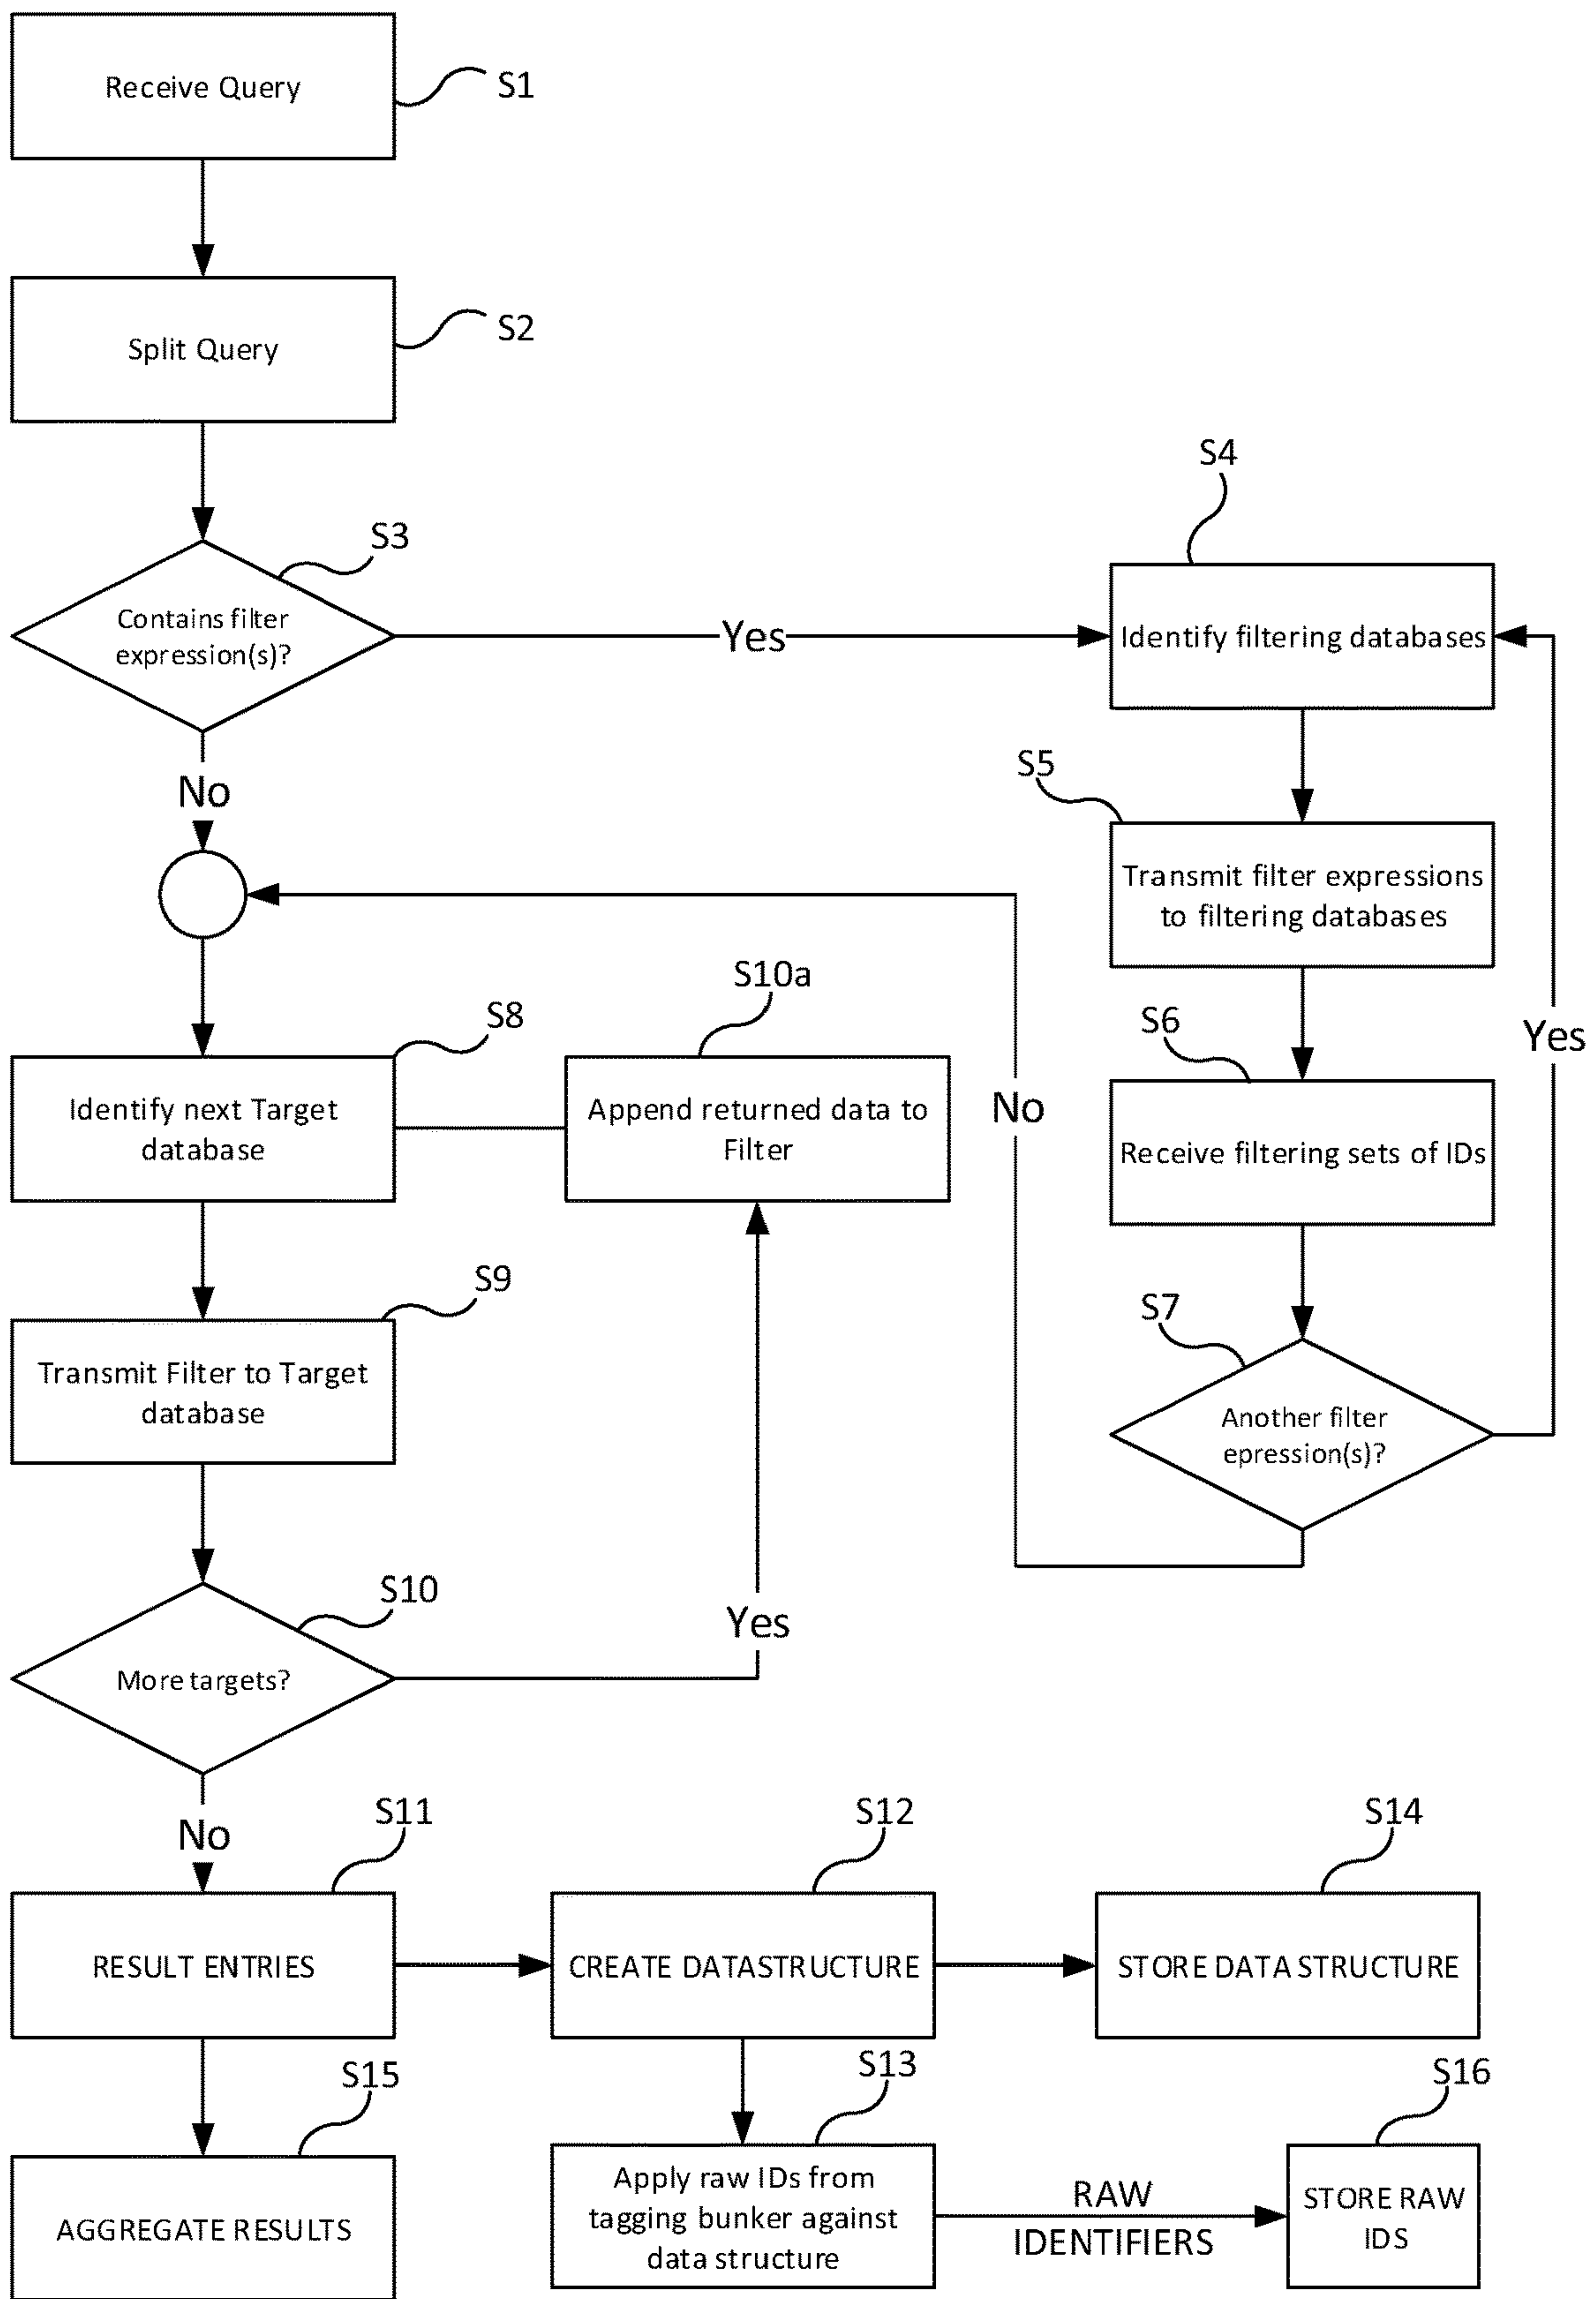 Receive Query
S1
Split Query
S2
S3
Contains filter
expression(s)?
Yes
No
S4
Identify filtering databases
S5
Transmit filter expressions
to filtering databases
S6
Receive filtering sets of IDs
Yes
No
S7
Another filter
epression(s)?
S8
Identify next Target
database
S10a
Append returned data to
Filter
S9
Transmit Filter to Target
database
S10
More targets?
Yes
No
S11
RESULT ENTRIES
S12
CREATE DATASTRUCTURE
S14
STORE DATA STRUCTURE
S15
AGGREGATE RESULTS
S13
Apply raw IDs from
tagging bunker against
data structure
RAW
IDENTIFIERS
S16
STORE RAW
IDS